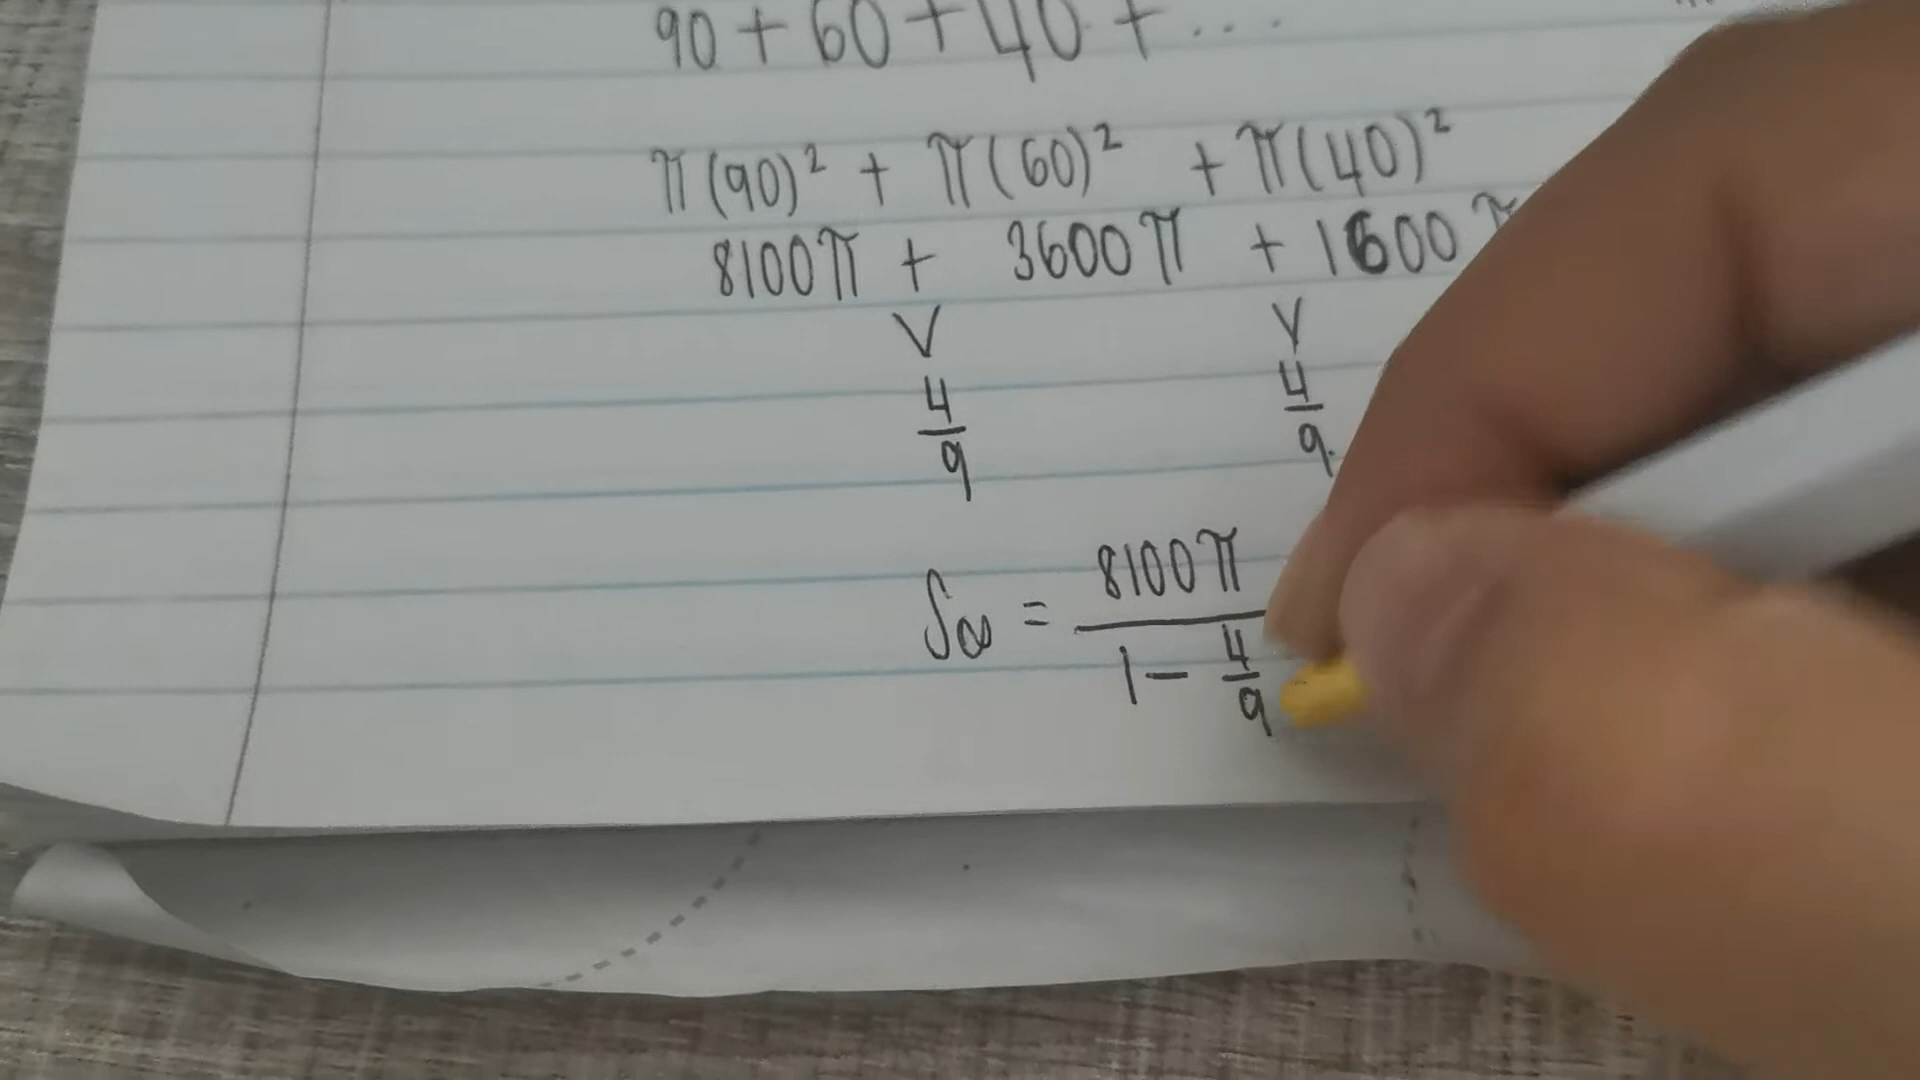 90 + 60 + 40 + ...
π(90)² + π(60)² + π(40)²
8100π + 3600π + 1600π
4/9 4/9
S∞ = 8100π / 1 - 4/9